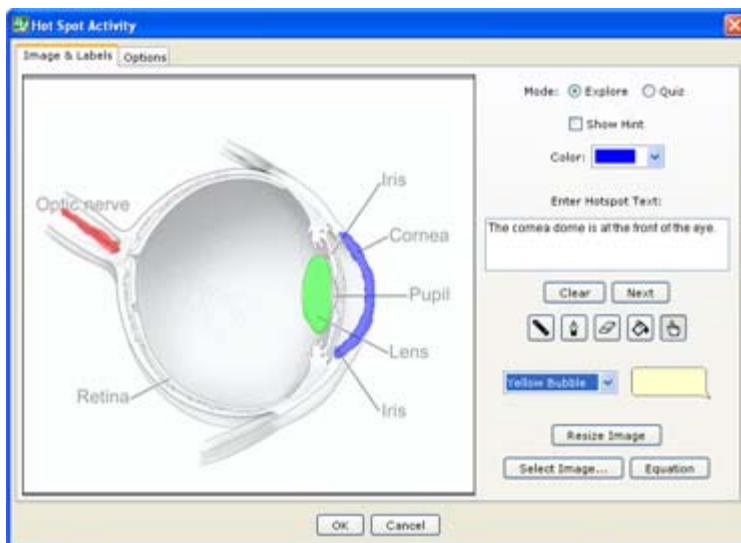 Hot Spot Activity
Image & Labels Options
Mode: Explore Quiz
Show Hint
Color:
Enter Hotspot Text:
The cornea dome is at the front of the eye.
Clear Next
Yellow Bubble
Resize Image
Select Image... Equation
Optic nerve
Iris
Cornea
Pupil
Lens
Retina
Iris
OK Cancel